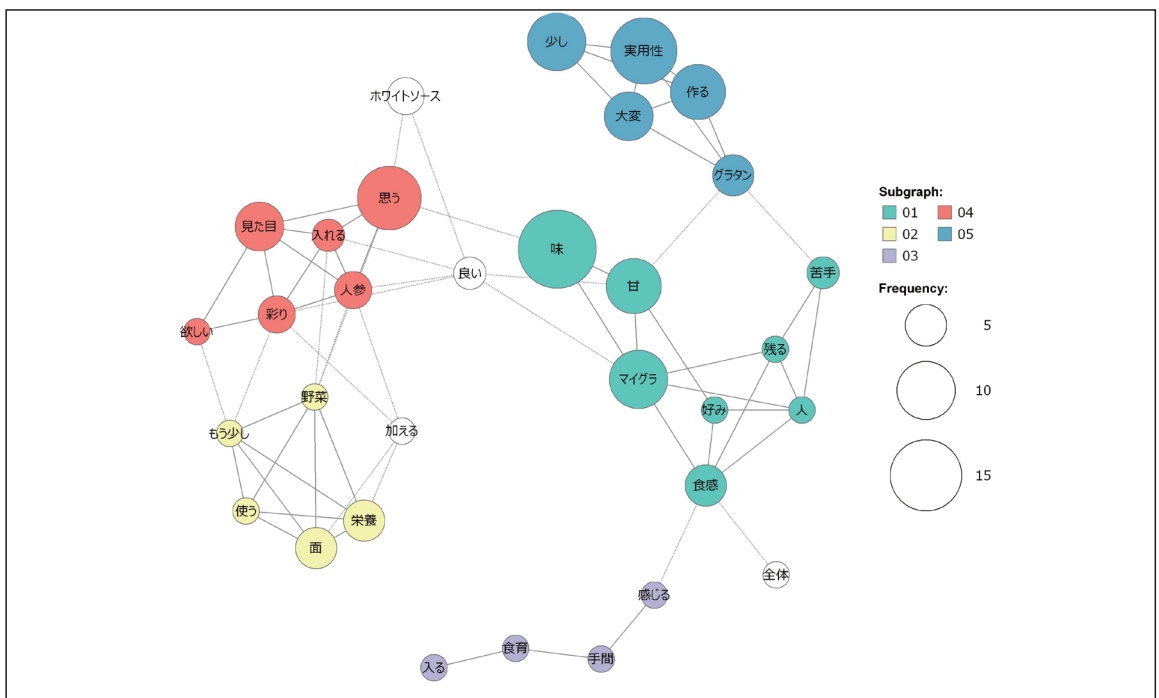 少し
実用性
作る
ホワイトソース
大変
グラタン
思う
見た目
入れる
味
良い
甘
苦手
人参
彩り
欲しい
残る
マイグラ
野菜
好み
人
もう少し
加える
食感
使う
栄養
面
全体
感じる
食育
手間
入る
Subgraph:
01 04
02 05
03
Frequency:
5
10
15